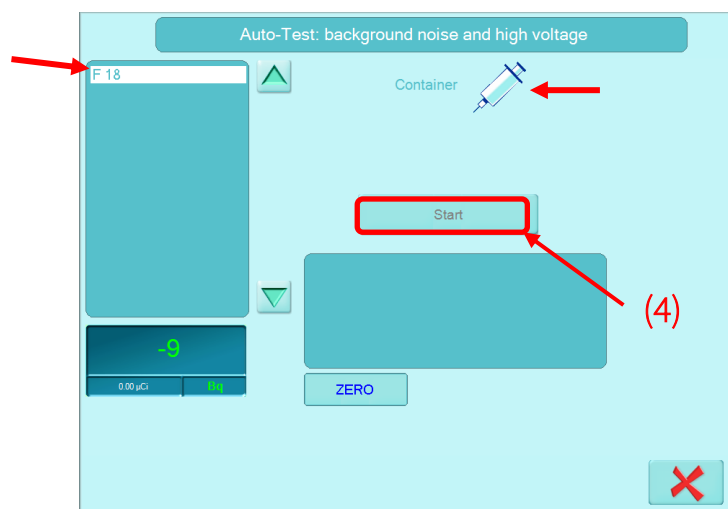 Auto-Test: background noise and high voltage
F 18
Container
Start
(4)
-9
0.00 µCi Bq
ZERO